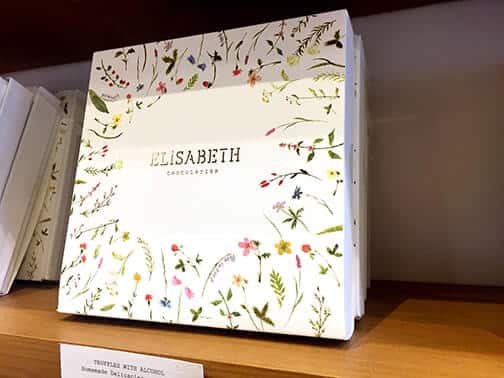 ELISABETH
CHOCOLATIER
TRUFFLES WITH ALCOHOL
Homemade